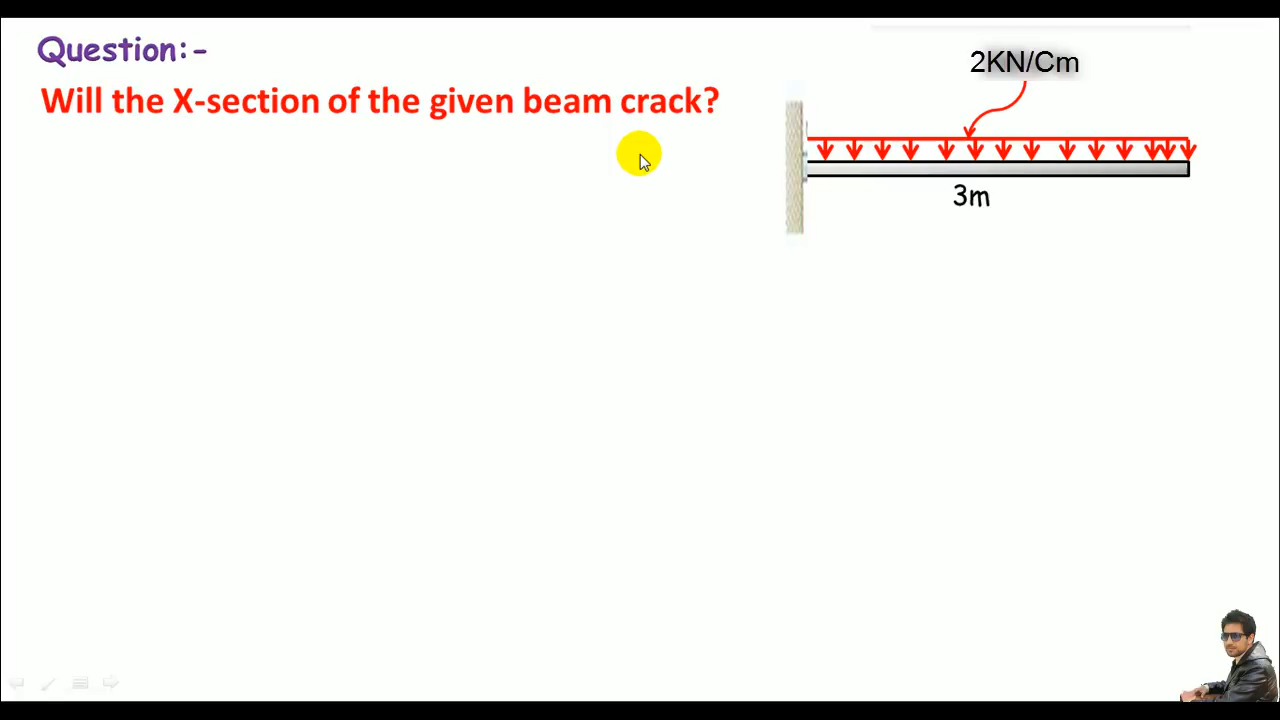 Question:-
Will the X-section of the given beam crack?
2KN/Cm
3m